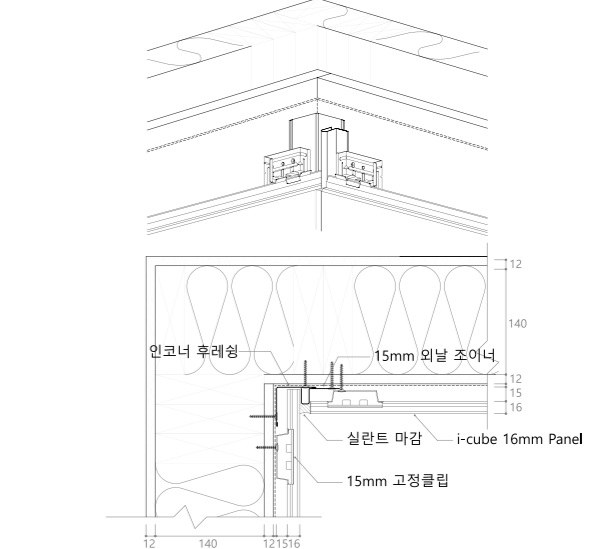 12
140
인코너 후레슁
15mm 외날 조이너
12
15
16
실란트 마감
i-cube 16mm Panel
15mm 고정클립
12 140 12 15 16